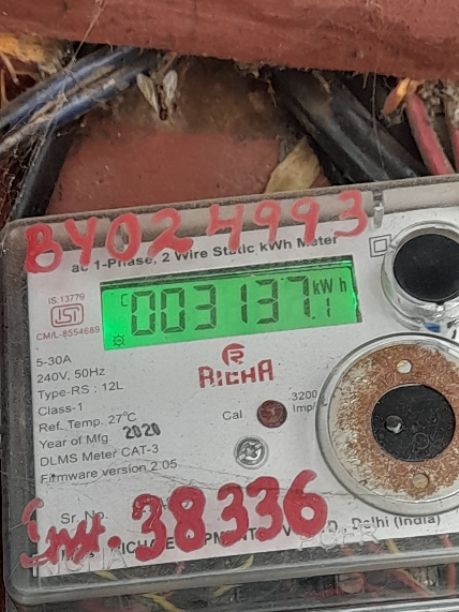 BY024993
ac 1-Phase, 2 Wire Static kWh Meter
IS:13779
ISI
CM/L-8554689
C 003137.1 kWh
RICHA
5-30A
240V, 50Hz
Type-RS : 12L
Class-1
Ref. Temp. 27°C
Year of Mfg. 2020
DLMS Meter CAT-3
Firmware version 2.05
Cal
3200
Imp/
Sr. No.
Inst. 38336
Delhi (India)